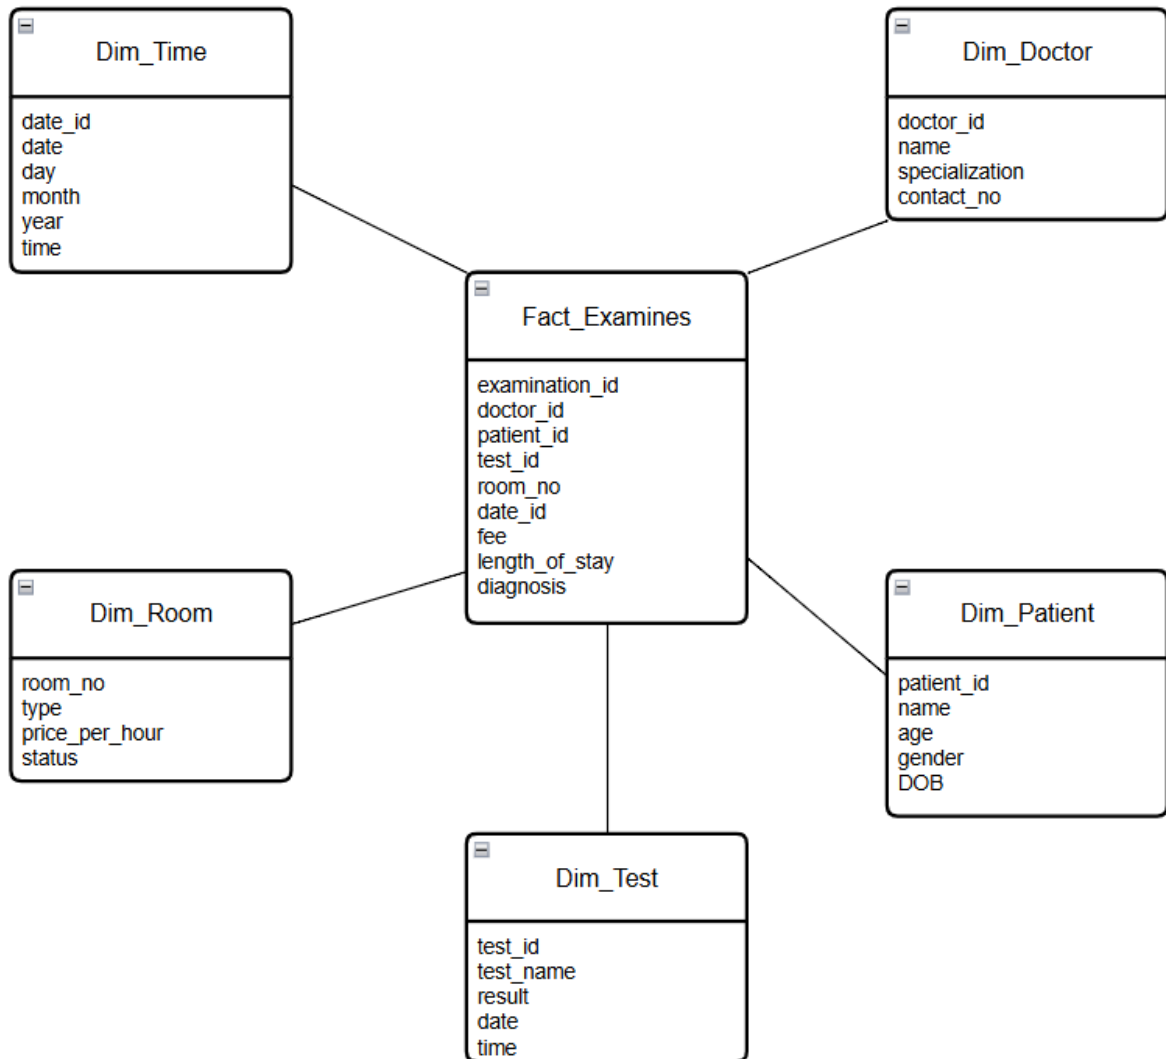 Dim_Time
date_id
date
day
month
year
time
Dim_Doctor
doctor_id
name
specialization
contact_no
Fact_Examines
examination_id
doctor_id
patient_id
test_id
room_no
date_id
fee
length_of_stay
diagnosis
Dim_Room
room_no
type
price_per_hour
status
Dim_Patient
patient_id
name
age
gender
DOB
Dim_Test
test_id
test_name
result
date
time